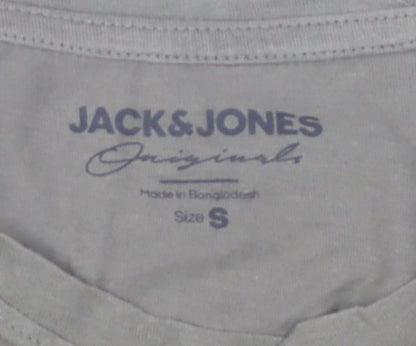 JACK&JONES
Originals
Made in Bangladesh
Size S